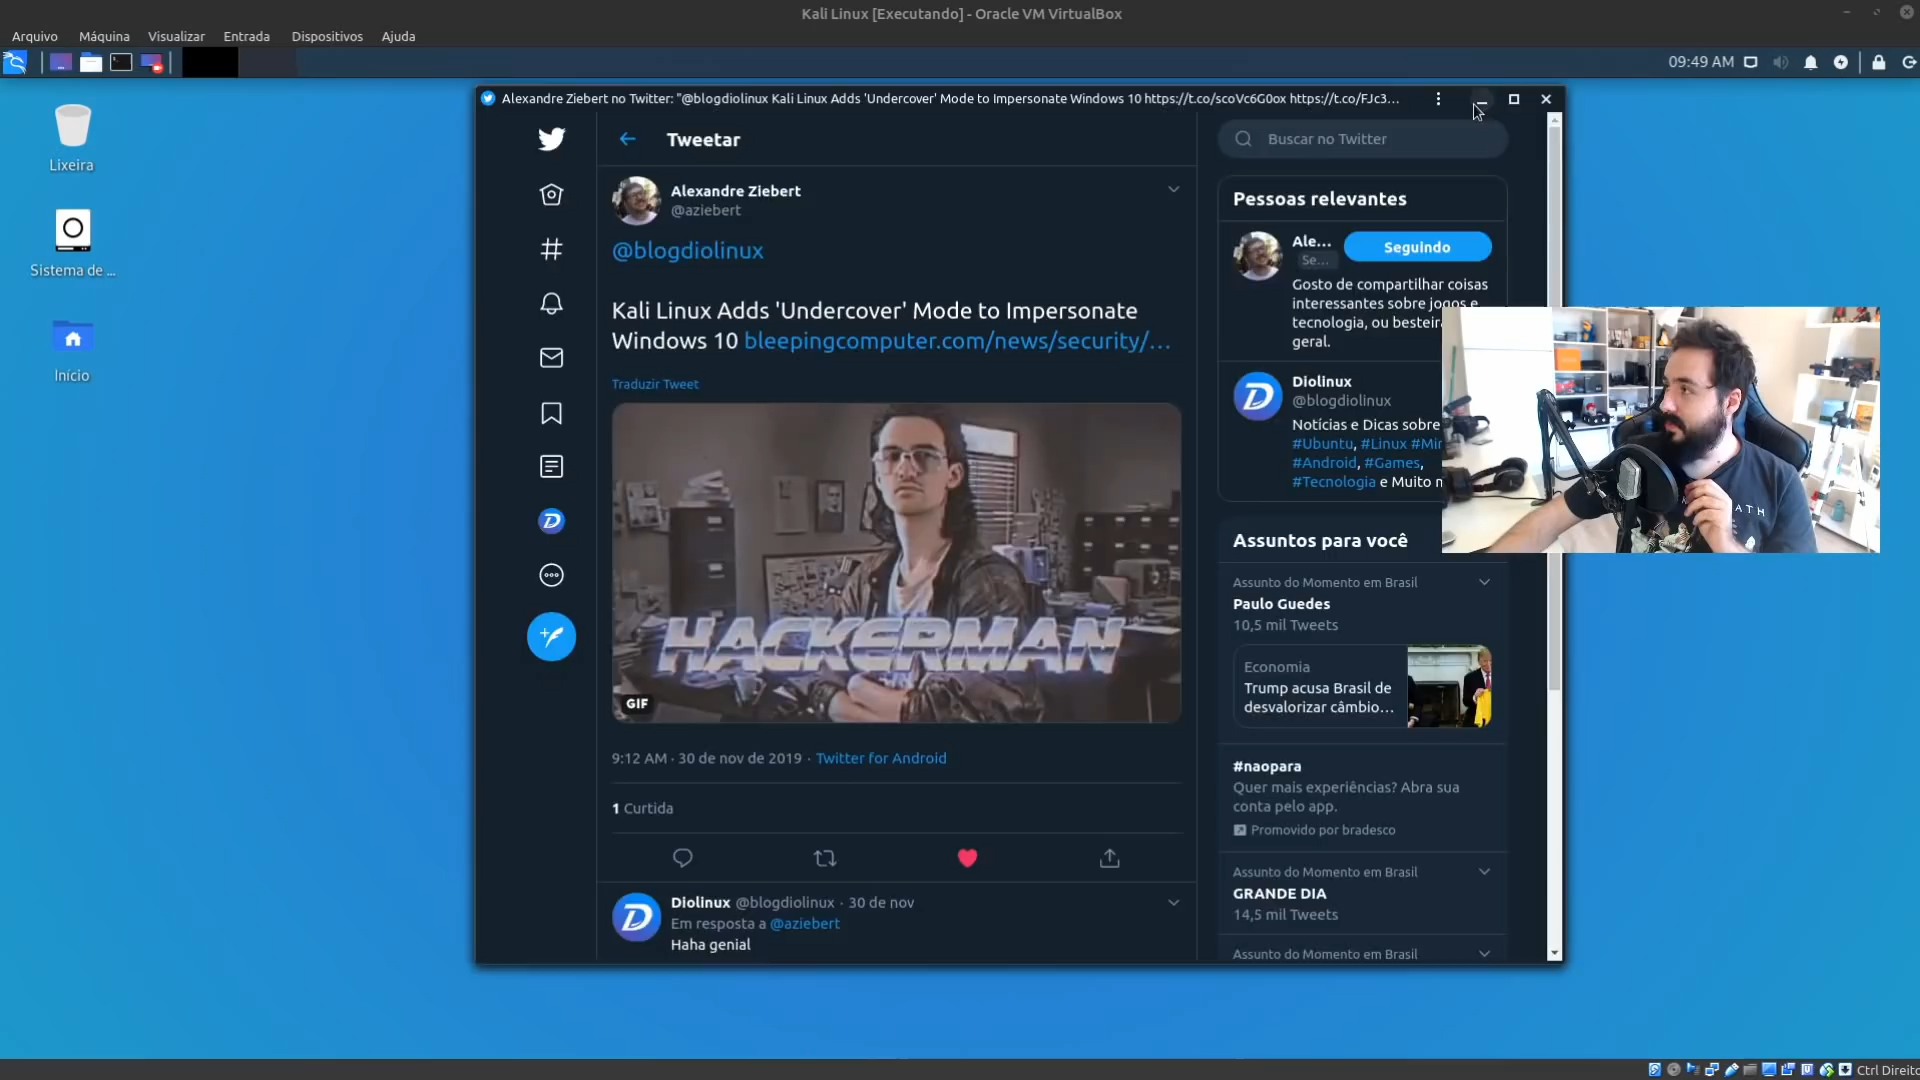 Kali Linux [Executando] - Oracle VM VirtualBox
Arquivo Máquina Visualizar Entrada Dispositivos Ajuda
09:49 AM
Lixeira
Sistema de ...
Início
Alexandre Ziebert no Twitter: "@blogdiolinux Kali Linux Adds 'Undercover' Mode to Impersonate Windows 10 https://t.co/scoVc6G0ox https://t.co/FJc3...
Tweetar
Alexandre Ziebert
@aziebert
@blogdiolinux
Kali Linux Adds 'Undercover' Mode to Impersonate
Windows 10 bleepingcomputer.com/news/security/...
Traduzir Tweet
HACKERMAN
GIF
9:12 AM · 30 de nov de 2019 · Twitter for Android
1 Curtida
Diolinux @blogdiolinux · 30 de nov
Em resposta a @aziebert
Haha genial
Buscar no Twitter
Pessoas relevantes
Ale...
Se...
Seguindo
Gosto de compartilhar coisas
interessantes sobre jogos e
tecnologia, ou besteira
geral.
Diolinux
@blogdiolinux
Notícias e Dicas sobre
#Ubuntu, #Linux #Mi
#Android, #Games,
#Tecnologia e Muito
Assuntos para você
Assunto do Momento em Brasil
Paulo Guedes
10,5 mil Tweets
Economia
Trump acusa Brasil de
desvalorizar câmbio...
#naopara
Quer mais experiências? Abra sua
conta pelo app.
Promovido por bradesco
Assunto do Momento em Brasil
GRANDE DIA
14,5 mil Tweets
Assunto do Momento em Brasil
Ctrl Direito